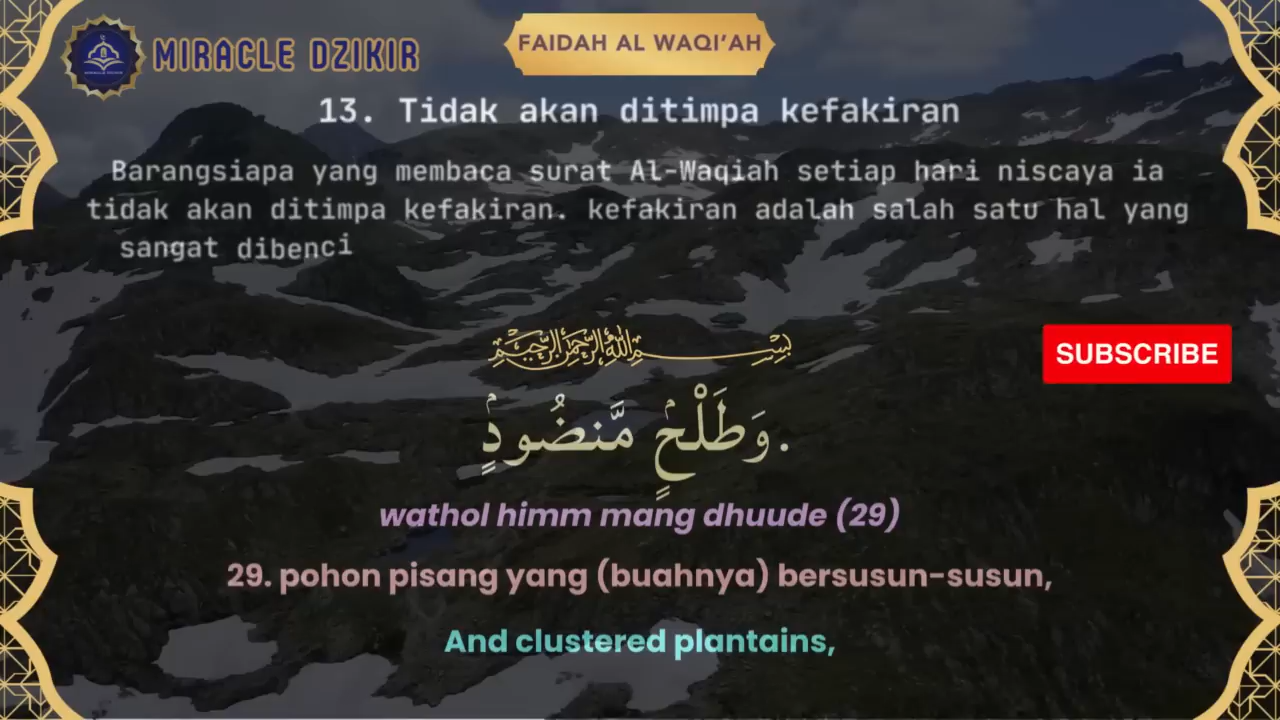 MIRACLE DZIKIR
FAIDAH AL WAQI'AH
13. Tidak akan ditimpa kefakiran
Barangsiapa yang membaca surat Al-Waqiah setiap hari niscaya ia
tidak akan ditimpa kefakiran. kefakiran adalah salah satu hal yang
sangat dibenci
بِسْمِ اللَّهِ الرَّحْمَٰنِ الرَّحِيمِ
SUBSCRIBE
وَطَلْحٍ مَّنضُودٍ.
wathol himm mang dhuude (29)
29. pohon pisang yang (buahnya) bersusun-susun,
And clustered plantains,